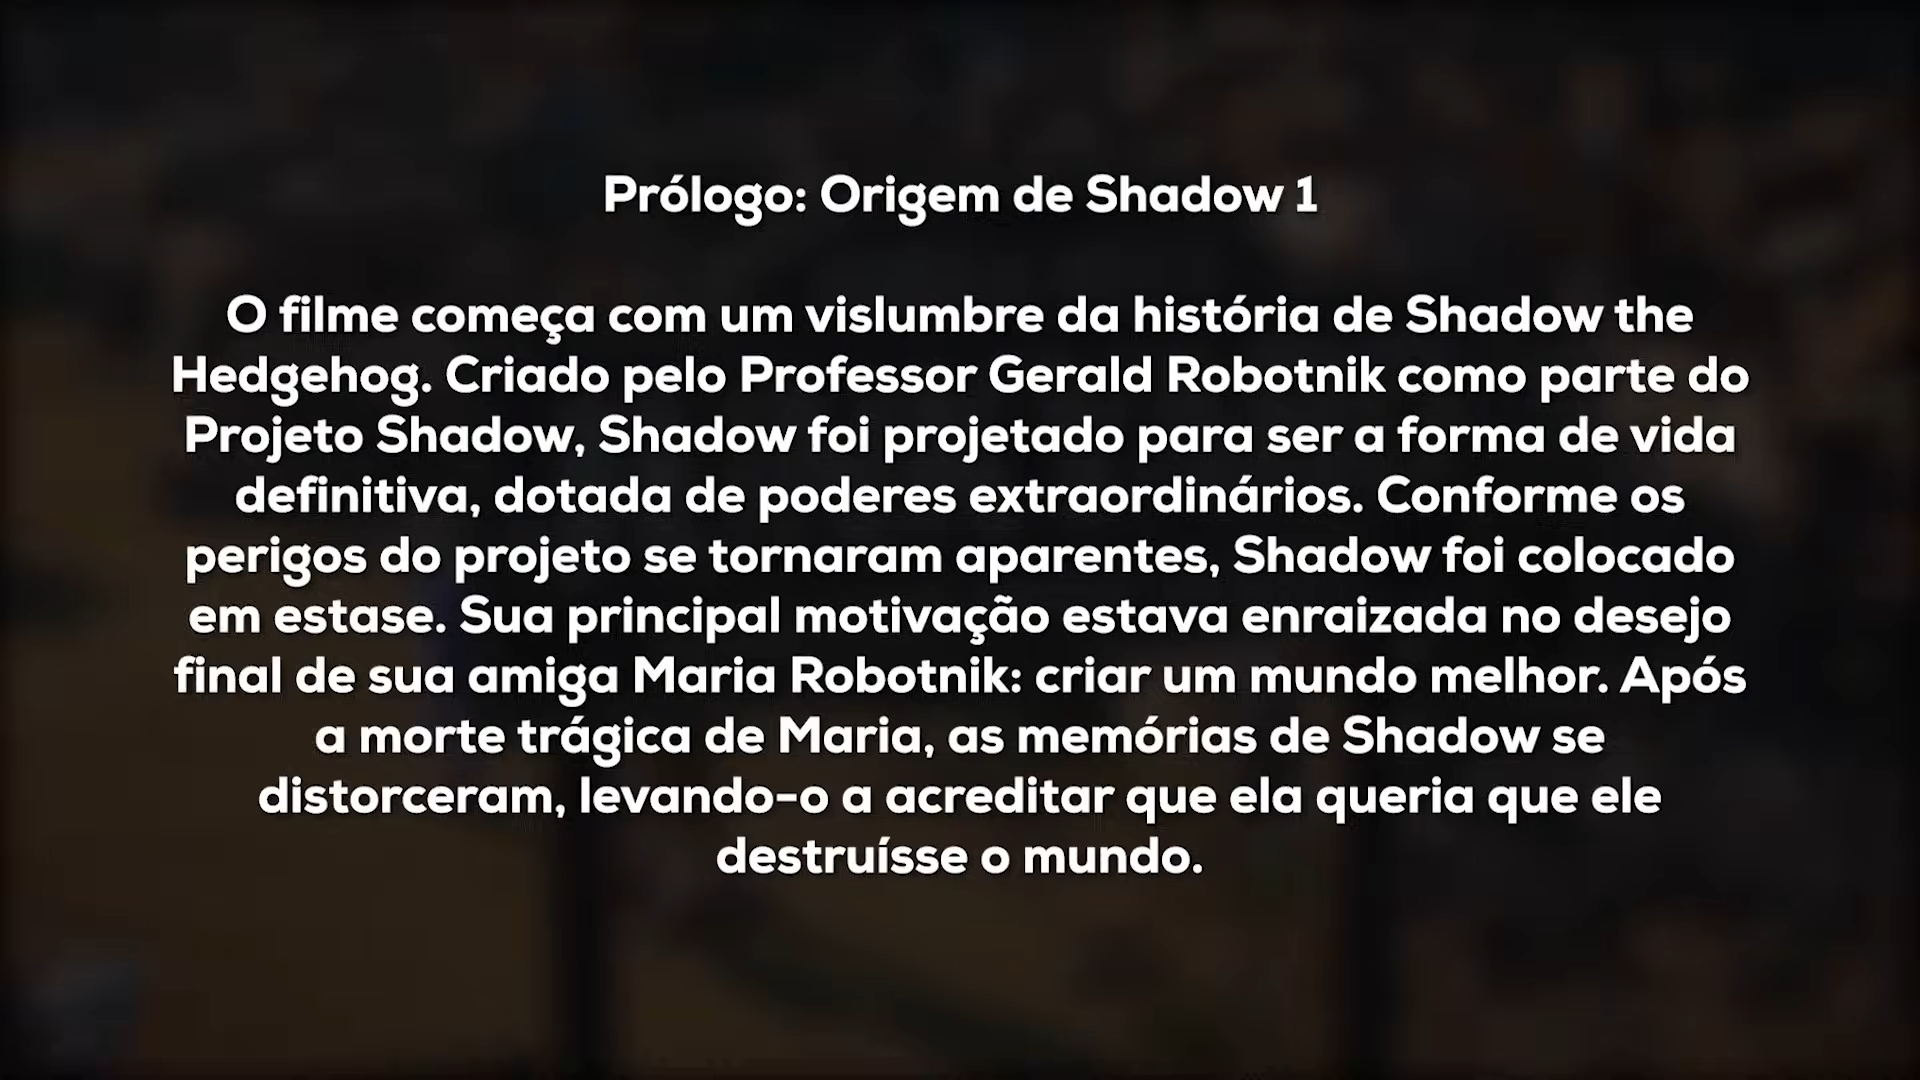 Prólogo: Origem de Shadow 1
O filme começa com um vislumbre da história de Shadow the
Hedgehog. Criado pelo Professor Gerald Robotnik como parte do
Projeto Shadow, Shadow foi projetado para ser a forma de vida
definitiva, dotada de poderes extraordinários. Conforme os
perigos do projeto se tornaram aparentes, Shadow foi colocado
em estase. Sua principal motivação estava enraizada no desejo
final de sua amiga Maria Robotnik: criar um mundo melhor. Após
a morte trágica de Maria, as memórias de Shadow se
distorceram, levando-o a acreditar que ela queria que ele
destruísse o mundo.